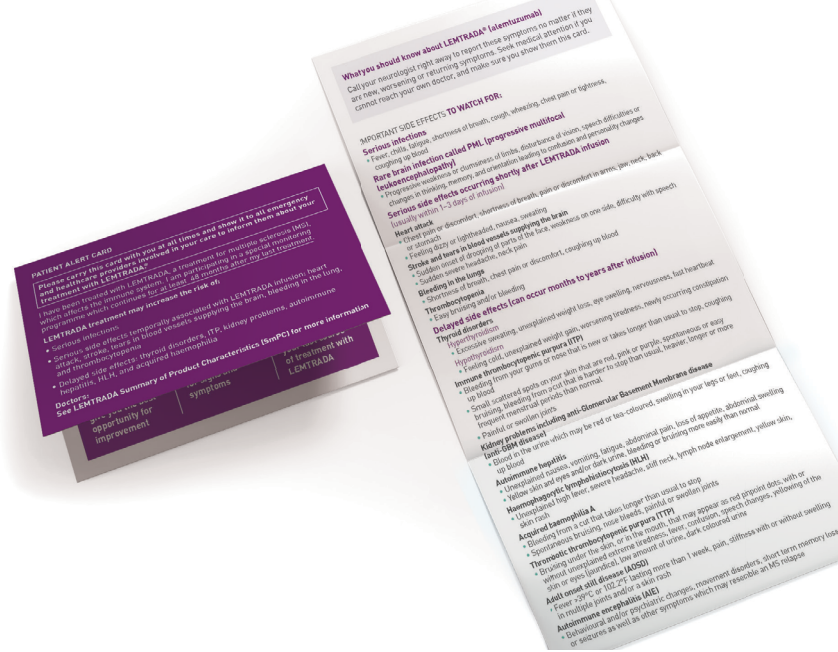 PATIENT ALERT CARD
Please carry this card with you at all times and show it to all emergency
and healthcare providers involved in your care to inform them about your
treatment with LEMTRADA®
I have been treated with LEMTRADA, a treatment for multiple sclerosis (MS),
which affects the immune system. I am participating in a special monitoring
programme which continues for at least 48 months after my last treatment.
LEMTRADA treatment may increase the risk of:
• Serious infections
• Serious side effects temporally associated with LEMTRADA infusion: heart
attack, stroke, tears in blood vessels supplying the brain, bleeding in the lung,
and thrombocytopenia
• Delayed side effects: thyroid disorders, ITP, kidney problems, autoimmune
hepatitis, HLH, and acquired haemophilia
Doctors:
See LEMTRADA Summary of Product Characteristics (SmPC) for more information
give you the
opportunity for
improvement
symptoms
of treatment with
LEMTRADA
What you should know about LEMTRADA® (alemtuzumab)
Call your neurologist right away to report these symptoms no matter if they
are new, worsening or returning symptoms. Seek medical attention if you
cannot reach your own doctor, and make sure you show them this card.
IMPORTANT SIDE EFFECTS TO WATCH FOR:
Serious infections
• Fever, chills, fatigue, shortness of breath, cough, wheezing, chest pain or tightness,
coughing up blood
Rare brain infection called PML (progressive multifocal
leukoencephalopathy)
• Progressive weakness or clumsiness of limbs, disturbance of vision, speech difficulties or
changes in thinking, memory, and orientation leading to confusion and personality changes
Serious side effects occurring shortly after LEMTRADA infusion
(usually within 1–3 days of infusion)
Heart attack
• Chest pain or discomfort, shortness of breath, pain or discomfort in arms, jaw, neck, back
or stomach
• Feeling dizzy or lightheaded, nausea, sweating
Stroke and tears in blood vessels supplying the brain
• Sudden onset of drooping of parts of the face, weakness on one side, difficulty with speech
• Sudden severe headache, neck pain
Bleeding in the lungs
• Shortness of breath, chest pain or discomfort, coughing up blood
Thrombocytopenia
• Easy bruising and/or bleeding
Delayed side effects (can occur months to years after infusion)
Thyroid disorders
Hyperthyroidism
• Excessive sweating, unexplained weight loss, eye swelling, nervousness, fast heartbeat
Hypothyroidism
• Feeling cold, unexplained weight gain, worsening tiredness, newly occurring constipation
Immune thrombocytopenic purpura (ITP)
• Bleeding from your gums or nose that is new or takes longer than usual to stop, coughing
up blood
• Small scattered spots on your skin that are red, pink or purple, spontaneous or easy
bruising, bleeding from a cut that is harder to stop than usual, heavier, longer or more
frequent menstrual periods than normal
• Painful or swollen joints
Kidney problems including anti-Glomerular Basement Membrane disease
(anti-GBM disease)
• Blood in the urine which may be red or tea-coloured, swelling in your legs or feet, coughing
up blood
Autoimmune hepatitis
• Unexplained nausea, vomiting, fatigue, abdominal pain, loss of appetite, abdominal swelling
• Yellow skin and eyes and/or dark urine, bleeding or bruising more easily than normal
Haemophagocytic lymphohistiocytosis (HLH)
• Unexplained high fever, severe headache, stiff neck, lymph node enlargement, yellow skin,
skin rash
Acquired haemophilia A
• Bleeding from a cut that takes longer than usual to stop
• Spontaneous bruising, nose bleeds, painful or swollen joints
Thrombotic thrombocytopenic purpura (TTP)
• Bruising under the skin, or in the mouth, that may appear as red pinpoint dots, with or
without unexplained extreme tiredness, fever, confusion, speech changes, yellowing of the
skin or eyes (jaundice), low amount of urine, dark coloured urine
Adult onset still disease (AOSD)
• Fever >39°C or 102.2°F lasting more than 1 week, pain, stiffness with or without swelling
in multiple joints and/or a skin rash
Autoimmune encephalitis (AIE)
• Behavioural and/or psychiatric changes, movement disorders, short term memory loss
or seizures as well as other symptoms which may resemble an MS relapse